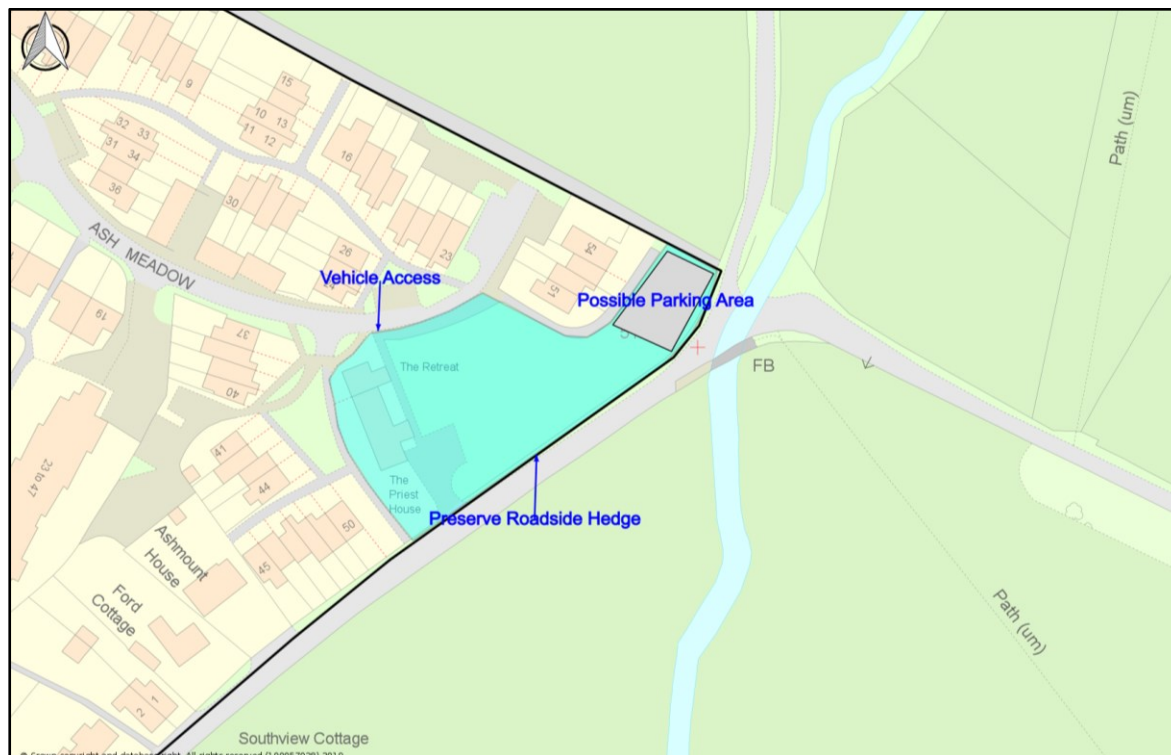 15
9
10 13
11 12
32 33
31 34
16
36
30
ASH MEADOW
26
23
54
51
Vehicle Access
Possible Parking Area
19
37
The Retreat
40
FB
Path (um)
41
44
The
Priest
House
23 to 47
50
45
Preserve Roadside Hedge
Ashmount
House
Ford
Cottage
Path (um)
1
2
Southview Cottage